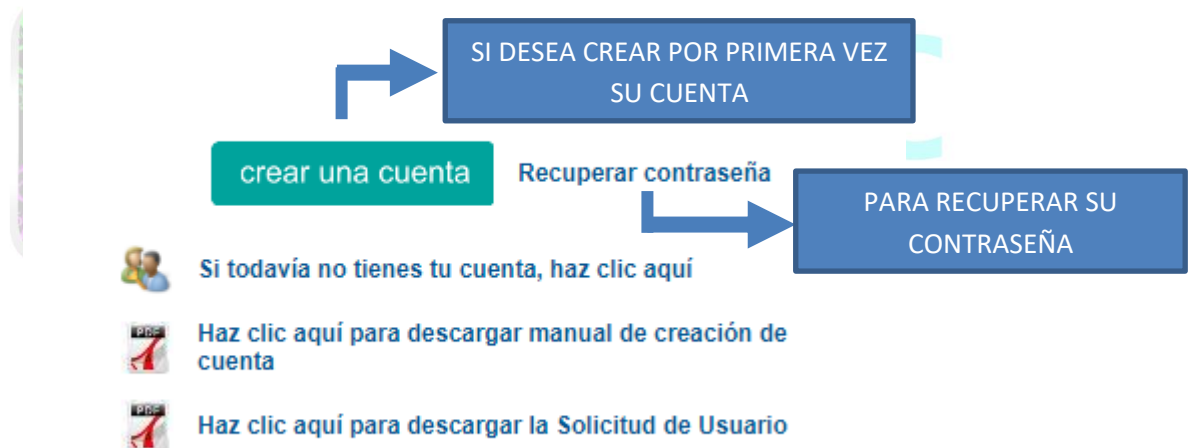 SI DESEA CREAR POR PRIMERA VEZ
SU CUENTA
crear una cuenta
Recuperar contraseña
PARA RECUPERAR SU
CONTRASEÑA
Si todavía no tienes tu cuenta, haz clic aquí
PDF
Haz clic aquí para descargar manual de creación de
cuenta
PDF
Haz clic aquí para descargar la Solicitud de Usuario